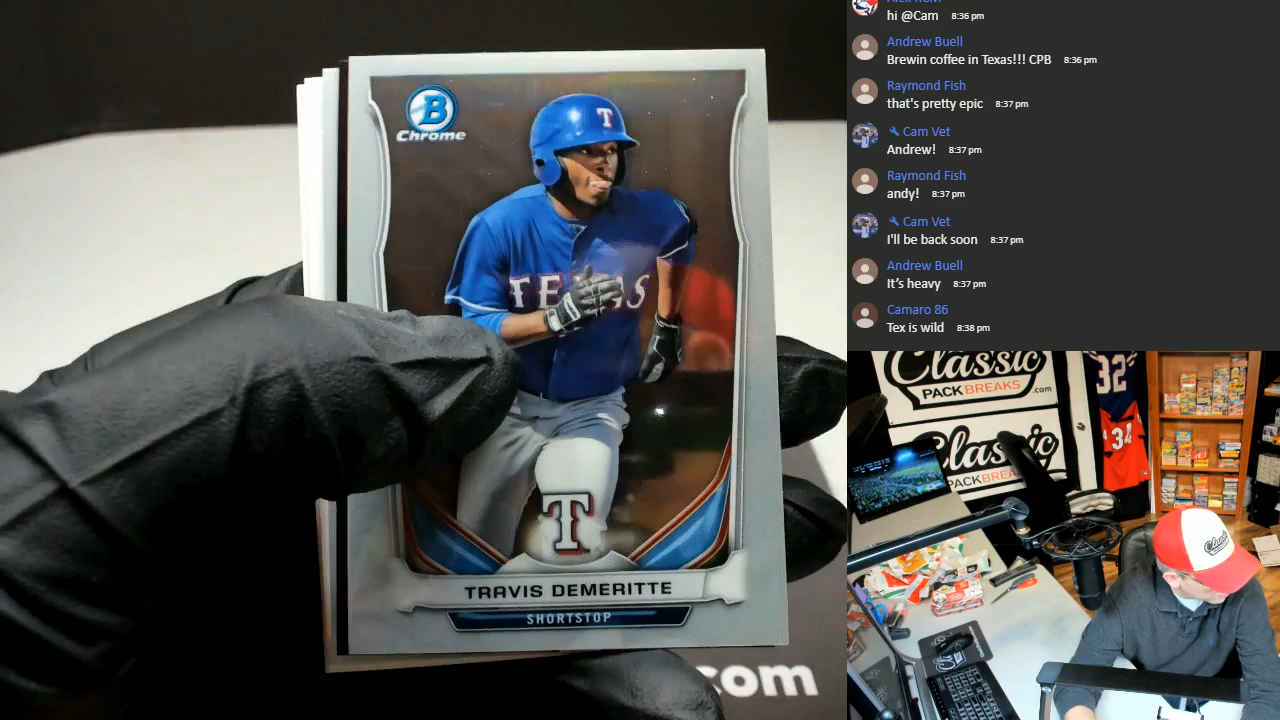 B
Chrome
T
TEXAS
T
TRAVIS DEMERITTE
SHORTSTOP
.com
hi @Cam 8:36 pm
Andrew Buell
Brewin coffee in Texas!!! CPB 8:36 pm
Raymond Fish
that's pretty epic 8:37 pm
Cam Vet
Andrew! 8:37 pm
Raymond Fish
andy! 8:37 pm
Cam Vet
I'll be back soon 8:37 pm
Andrew Buell
It's heavy 8:37 pm
Camaro 86
Tex is wild 8:38 pm
Classic
PACKBREAKS.com
Classic
PACKBREAKS
32
34
Classic